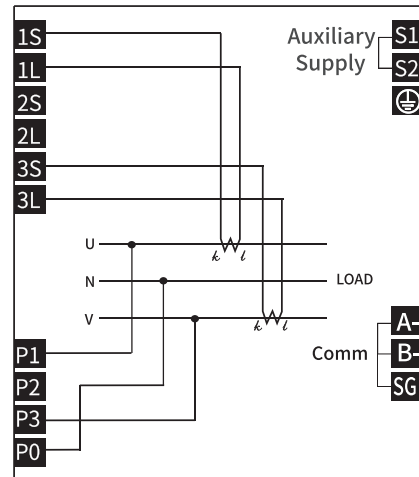 1S
1L
2S
2L
3S
3L
Auxiliary
Supply
S1
S2
U
k l
N
LOAD
V
k l
P1
P2
P3
P0
Comm
A-
B-
SG